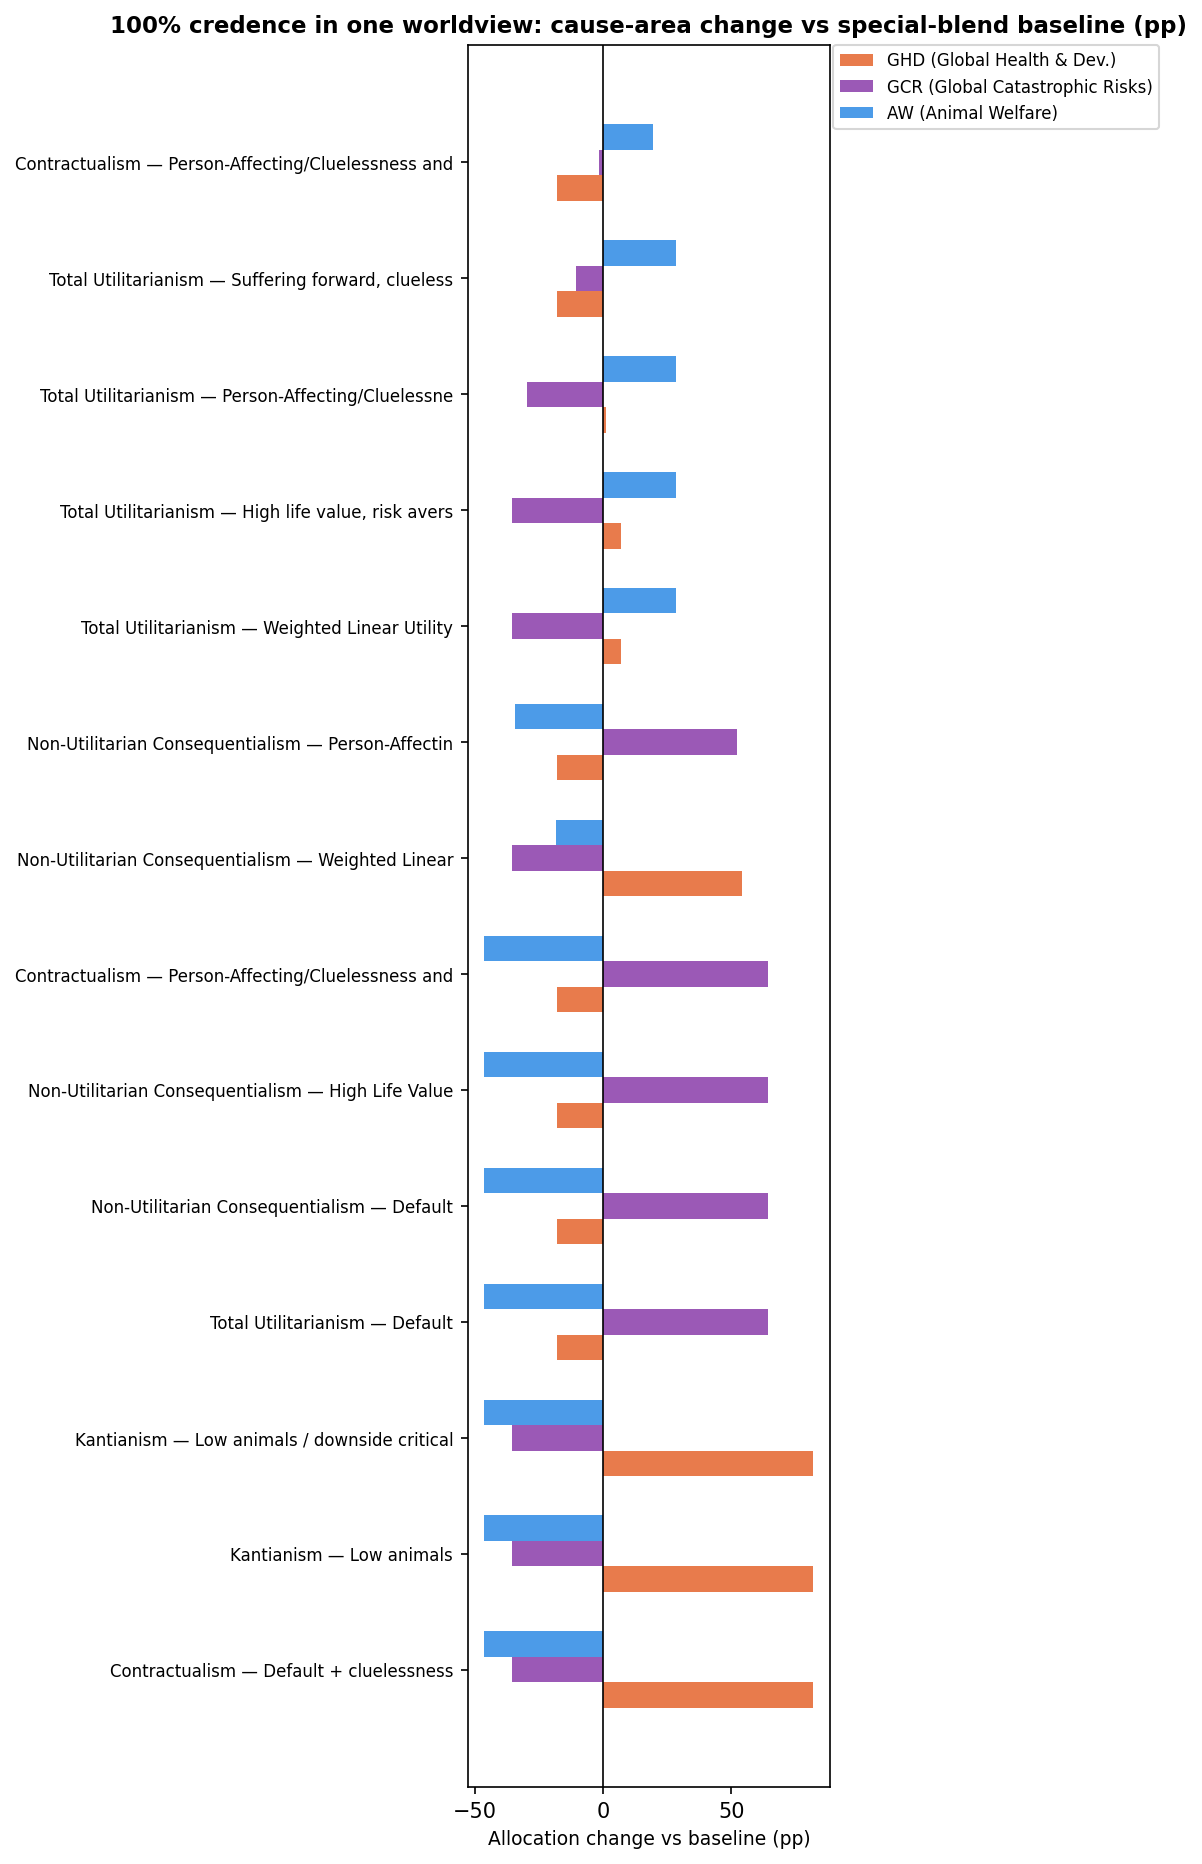 100% credence in one worldview: cause-area change vs special-blend baseline (pp)
GHD (Global Health & Dev.)
GCR (Global Catastrophic Risks)
AW (Animal Welfare)
Contractualism — Person-Affecting/Cluelessness and
Total Utilitarianism — Suffering forward, clueless
Total Utilitarianism — Person-Affecting/Cluelessne
Total Utilitarianism — High life value, risk avers
Total Utilitarianism — Weighted Linear Utility
Non-Utilitarian Consequentialism — Person-Affectin
Non-Utilitarian Consequentialism — Weighted Linear
Contractualism — Person-Affecting/Cluelessness and
Non-Utilitarian Consequentialism — High Life Value
Non-Utilitarian Consequentialism — Default
Total Utilitarianism — Default
Kantianism — Low animals / downside critical
Kantianism — Low animals
Contractualism — Default + cluelessness
−50 0 50
Allocation change vs baseline (pp)